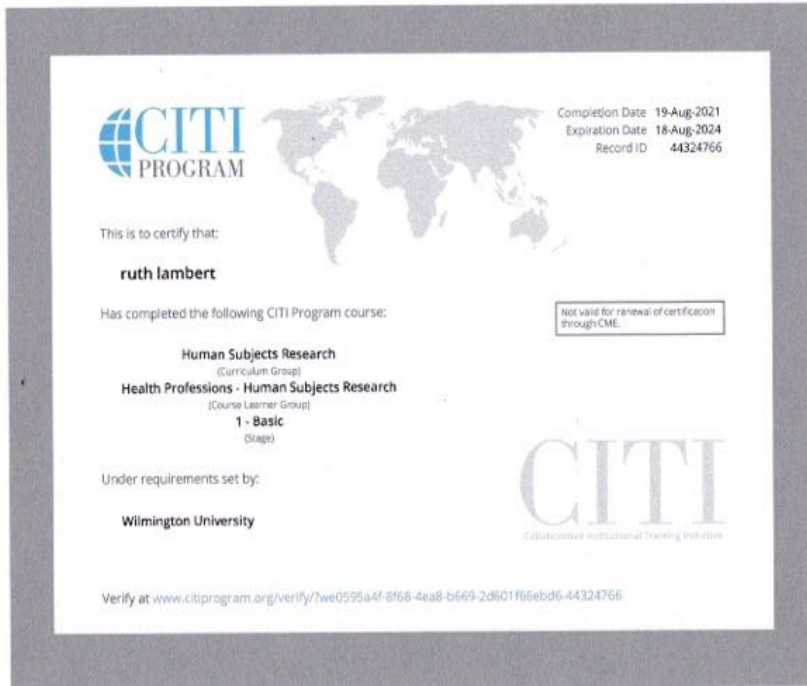 CITI
PROGRAM
Completion Date 19-Aug-2021
Expiration Date 18-Aug-2024
Record ID 44324766
This is to certify that:
ruth lambert
Has completed the following CITI Program course:
Not valid for renewal of certification
through CME.
Human Subjects Research
(Curriculum Group)
Health Professions - Human Subjects Research
(Course Learner Group)
1 - Basic
(Stage)
Under requirements set by:
Wilmington University
CITI
Collaborative Institutional Training Initiative
Verify at www.citiprogram.org/verify/?we0595a4f-8f68-4ea8-b669-2d601f66ebd6-44324766